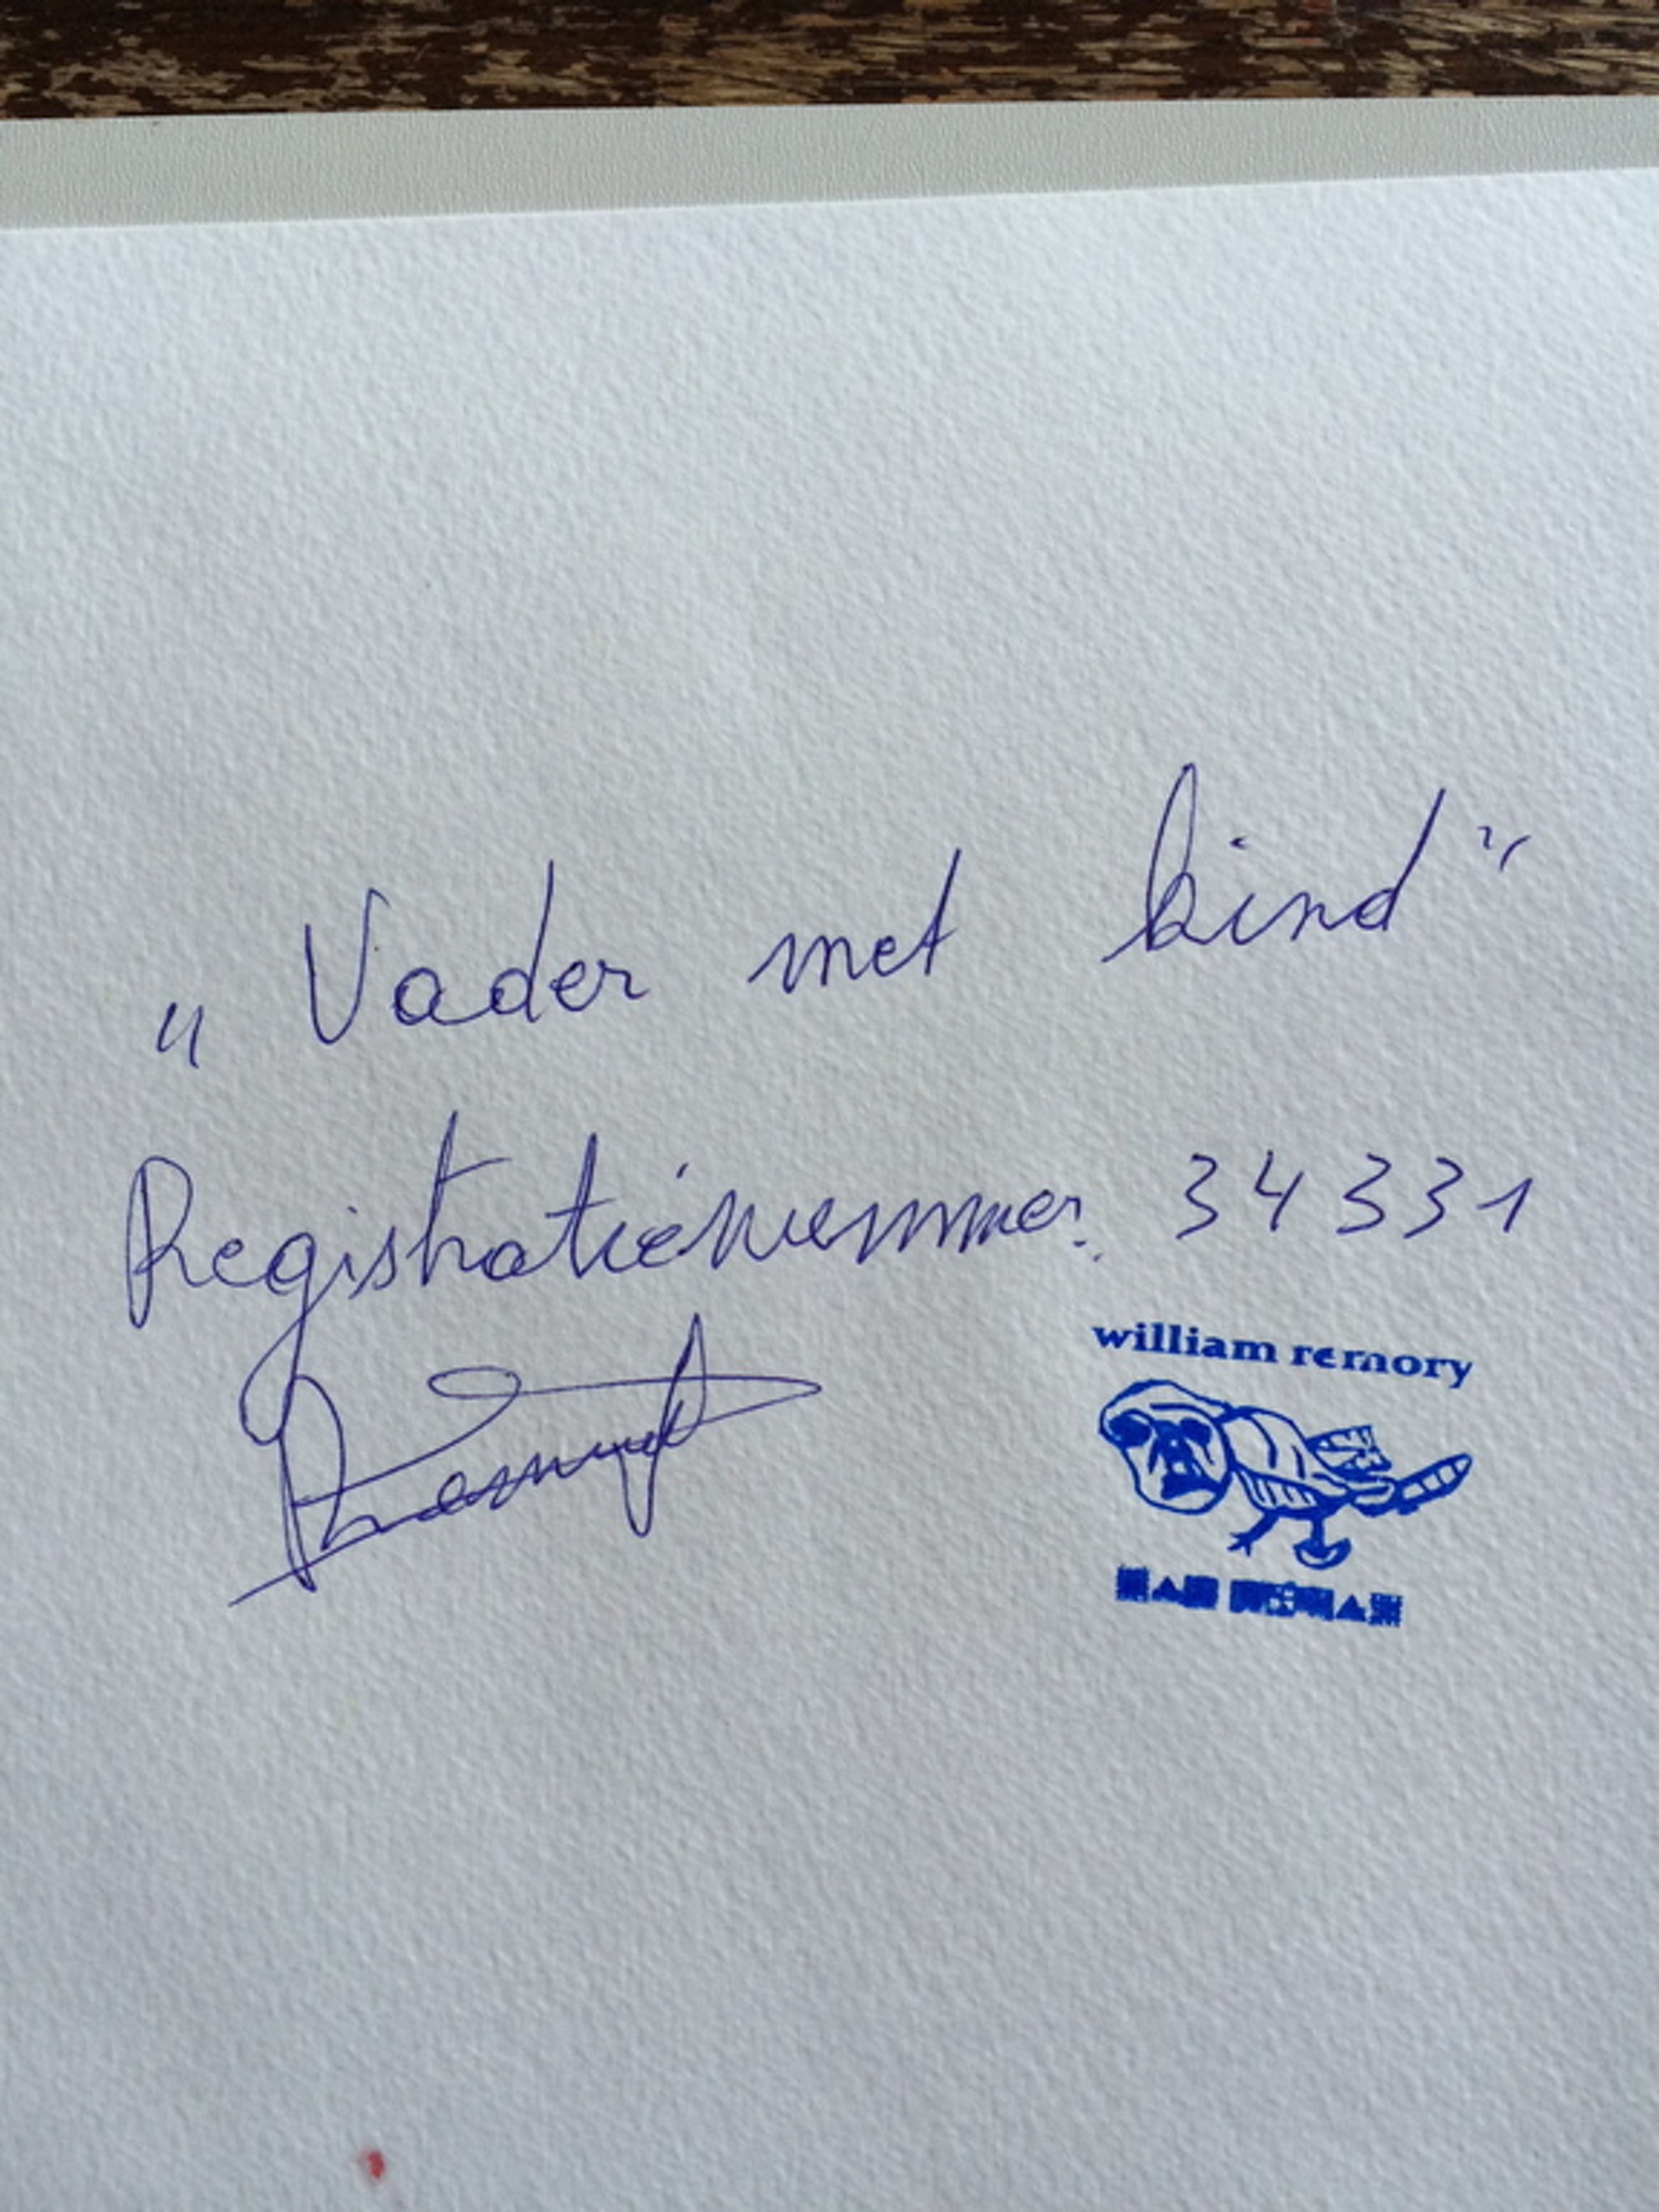 „Vader met kind"
Registratienummer. 34331
william remory